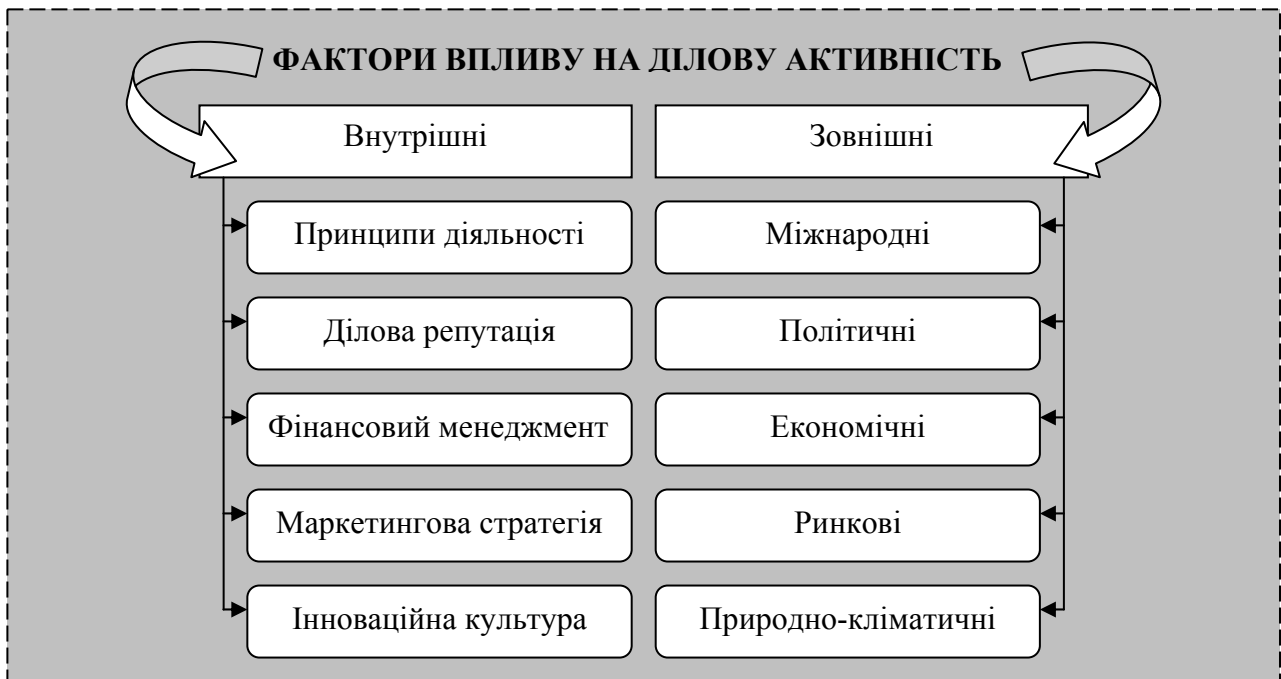 ФАКТОРИ ВПЛИВУ НА ДІЛОВУ АКТИВНІСТЬ
Внутрішні
Зовнішні
Принципи діяльності
Міжнародні
Ділова репутація
Політичні
Фінансовий менеджмент
Економічні
Маркетингова стратегія
Ринкові
Інноваційна культура
Природно-кліматичні